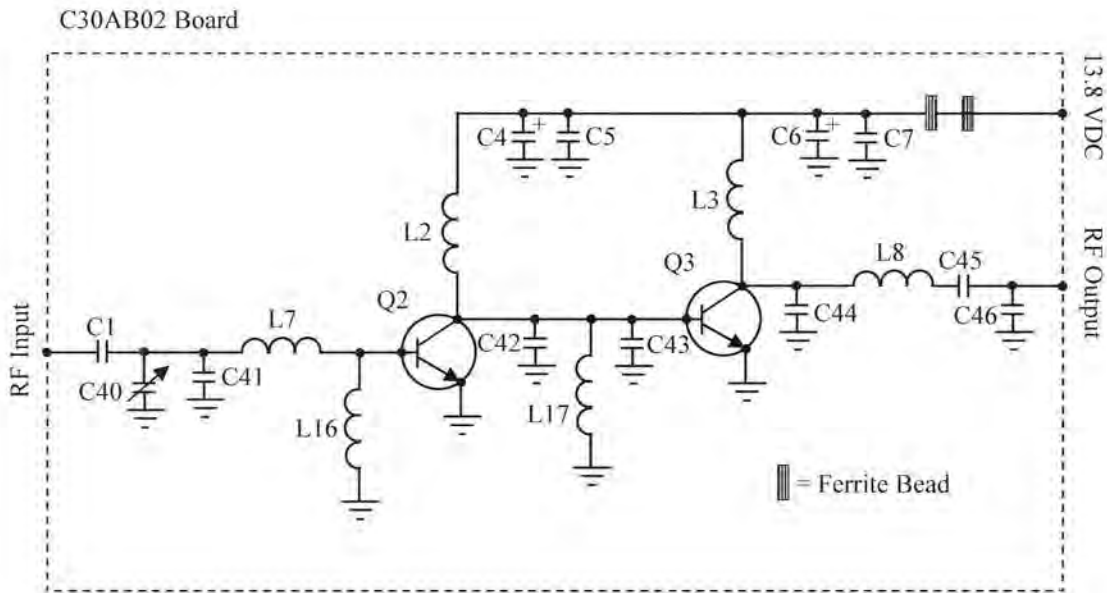 C30AB02 Board
13.8 VDC
C4
+
C5
C6
+
C7
L2
L3
RF Output
Q3
L8
C45
Q2
C44
C46
C1
L7
C42
C43
RF Input
C40
C41
L16
L17
= Ferrite Bead